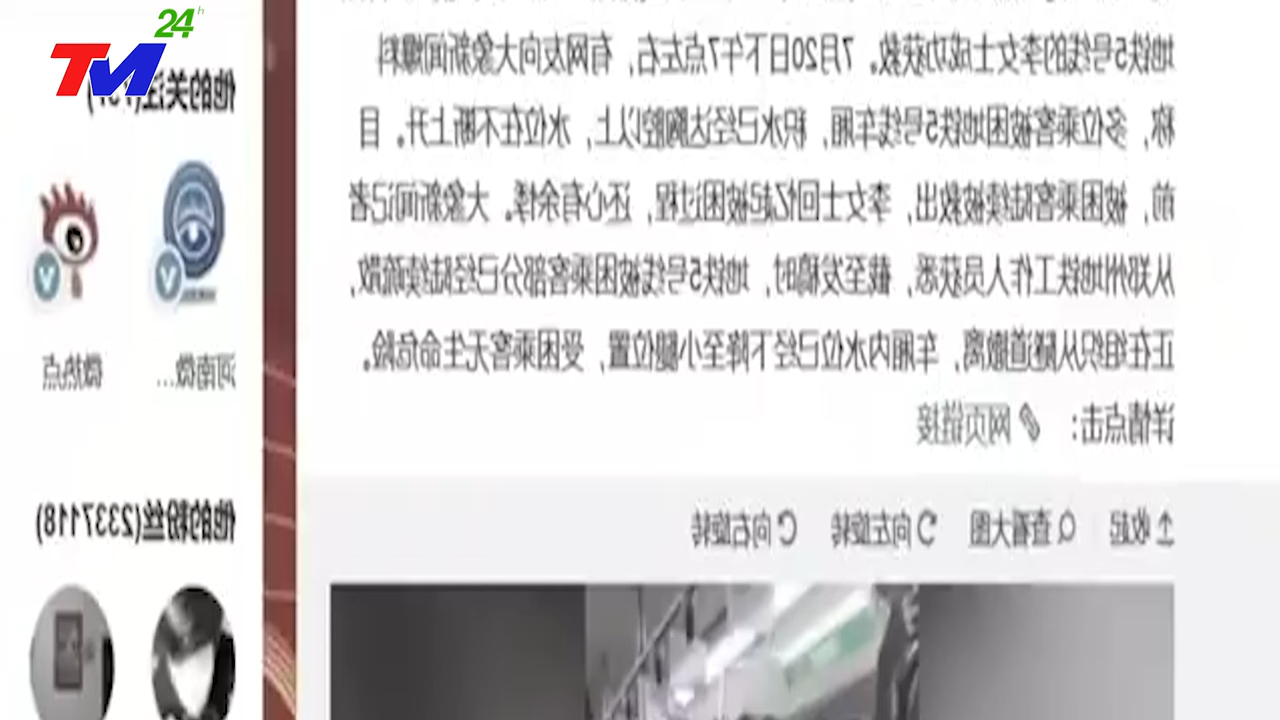 TM 24h
地铁5号线的李女士成功获救。7月20日下午7点左右，有网友向大象新闻爆料
称，多位乘客被困地铁5号线车厢，积水已经达胸腔以上，水位在不断上升。目
前，被困乘客陆续被救出，李女士回忆起被困过程，还心有余悸。大象新闻记者
从郑州地铁工作人员获悉，截至发稿时，地铁5号线被困乘客部分已经陆续疏散，
正在组织从隧道撤离，车厢内水位已经下降至小腿位置，受困乘客无生命危险。
详情点击： 网页链接
收起 查看大图 向左旋转 向右旋转
他的关注
河南微... 微热点
他的粉丝(2337118)